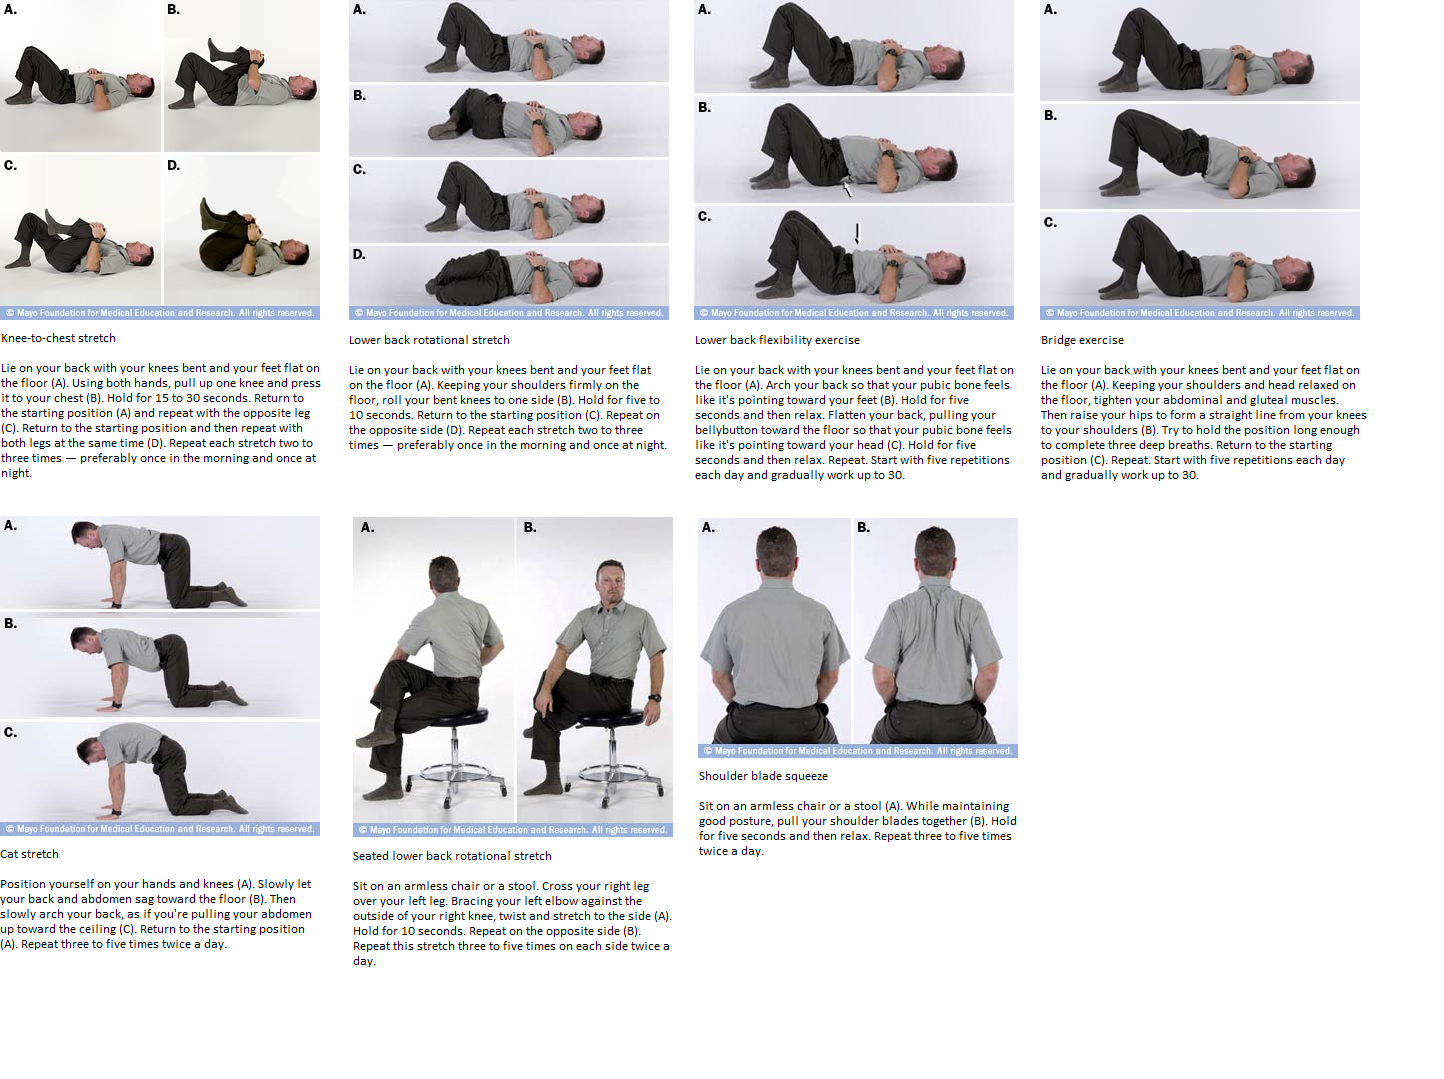 A.
B.
C.
D.
© Mayo Foundation for Medical Education and Research. All rights reserved.
Knee-to-chest stretch
Lie on your back with your knees bent and your feet flat on
the floor (A). Using both hands, pull up one knee and press
it to your chest (B). Hold for 15 to 30 seconds. Return to
the starting position (A) and repeat with the opposite leg
(C). Return to the starting position and then repeat with
both legs at the same time (D). Repeat each stretch two to
three times — preferably once in the morning and once at
night.
A.
B.
C.
D.
© Mayo Foundation for Medical Education and Research. All rights reserved.
Lower back rotational stretch
Lie on your back with your knees bent and your feet flat
on the floor (A). Keeping your shoulders firmly on the
floor, roll your bent knees to one side (B). Hold for five to
10 seconds. Return to the starting position (C). Repeat on
the opposite side (D). Repeat each stretch two to three
times — preferably once in the morning and once at night.
A.
B.
C.
© Mayo Foundation for Medical Education and Research. All rights reserved.
Lower back flexibility exercise
Lie on your back with your knees bent and your feet flat on
the floor (A). Arch your back so that your pubic bone feels
like it's pointing toward your feet (B). Hold for five
seconds and then relax. Flatten your back, pulling your
bellybutton toward the floor so that your pubic bone feels
like it's pointing toward your head (C). Hold for five
seconds and then relax. Repeat. Start with five repetitions
each day and gradually work up to 30.
A.
B.
C.
© Mayo Foundation for Medical Education and Research. All rights reserved.
Bridge exercise
Lie on your back with your knees bent and your feet flat on
the floor (A). Keeping your shoulders and head relaxed on
the floor, tighten your abdominal and gluteal muscles.
Then raise your hips to form a straight line from your knees
to your shoulders (B). Try to hold the position long enough
to complete three deep breaths. Return to the starting
position (C). Repeat. Start with five repetitions each day
and gradually work up to 30.
A.
B.
C.
© Mayo Foundation for Medical Education and Research. All rights reserved.
Cat stretch
Position yourself on your hands and knees (A). Slowly let
your back and abdomen sag toward the floor (B). Then
slowly arch your back, as if you're pulling your abdomen
up toward the ceiling (C). Return to the starting position
(A). Repeat three to five times twice a day.
A.
B.
© Mayo Foundation for Medical Education and Research. All rights reserved.
Seated lower back rotational stretch
Sit on an armless chair or a stool. Cross your right leg
over your left leg. Bracing your left elbow against the
outside of your right knee, twist and stretch to the side (A).
Hold for 10 seconds. Repeat on the opposite side (B).
Repeat this stretch three to five times on each side twice a
day.
A.
B.
© Mayo Foundation for Medical Education and Research. All rights reserved.
Shoulder blade squeeze
Sit on an armless chair or a stool (A). While maintaining
good posture, pull your shoulder blades together (B). Hold
for five seconds and then relax. Repeat three to five times
twice a day.